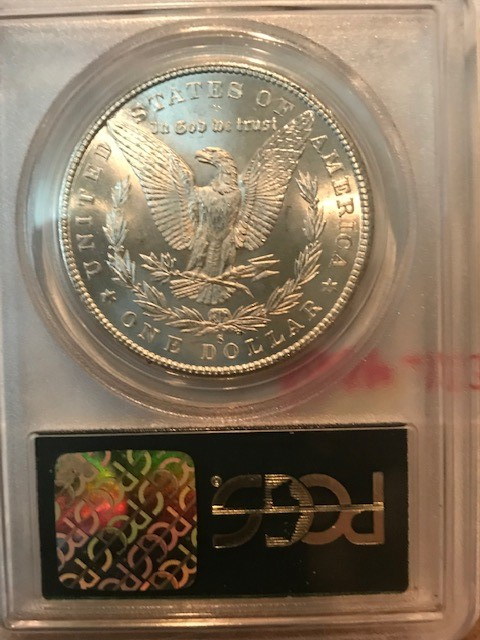 UNITED STATES OF AMERICA
In God We trust
S
ONE DOLLAR
PCGS